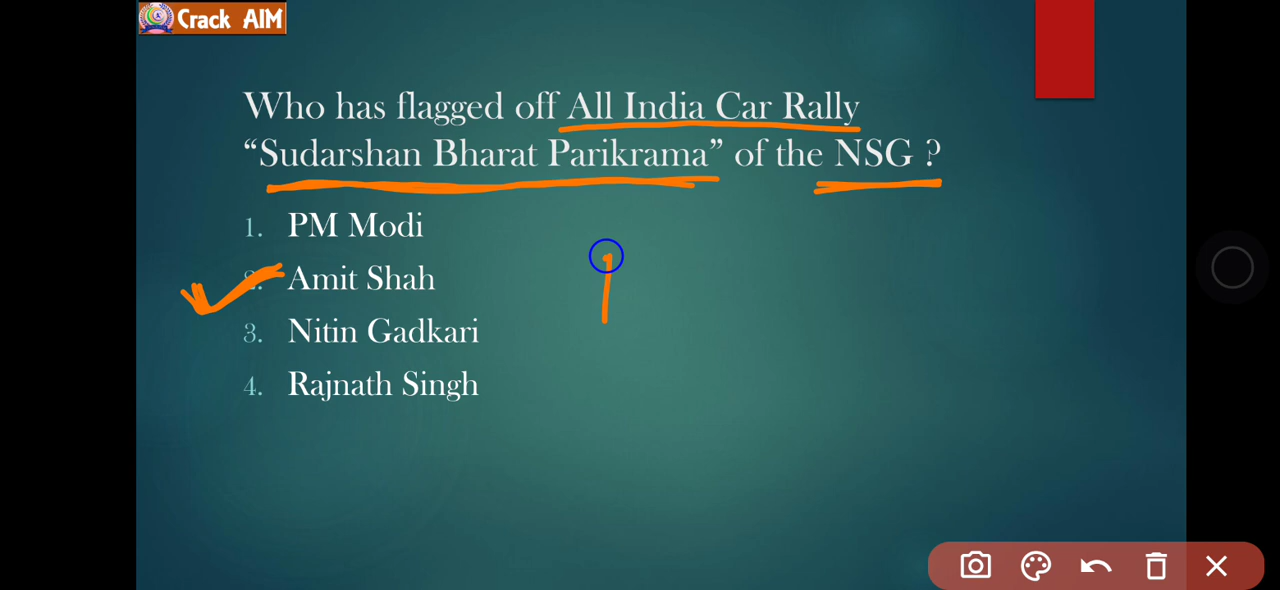 Crack AIM
Who has flagged off All India Car Rally
“Sudarshan Bharat Parikrama” of the NSG ?
1. PM Modi
2. Amit Shah
3. Nitin Gadkari
4. Rajnath Singh